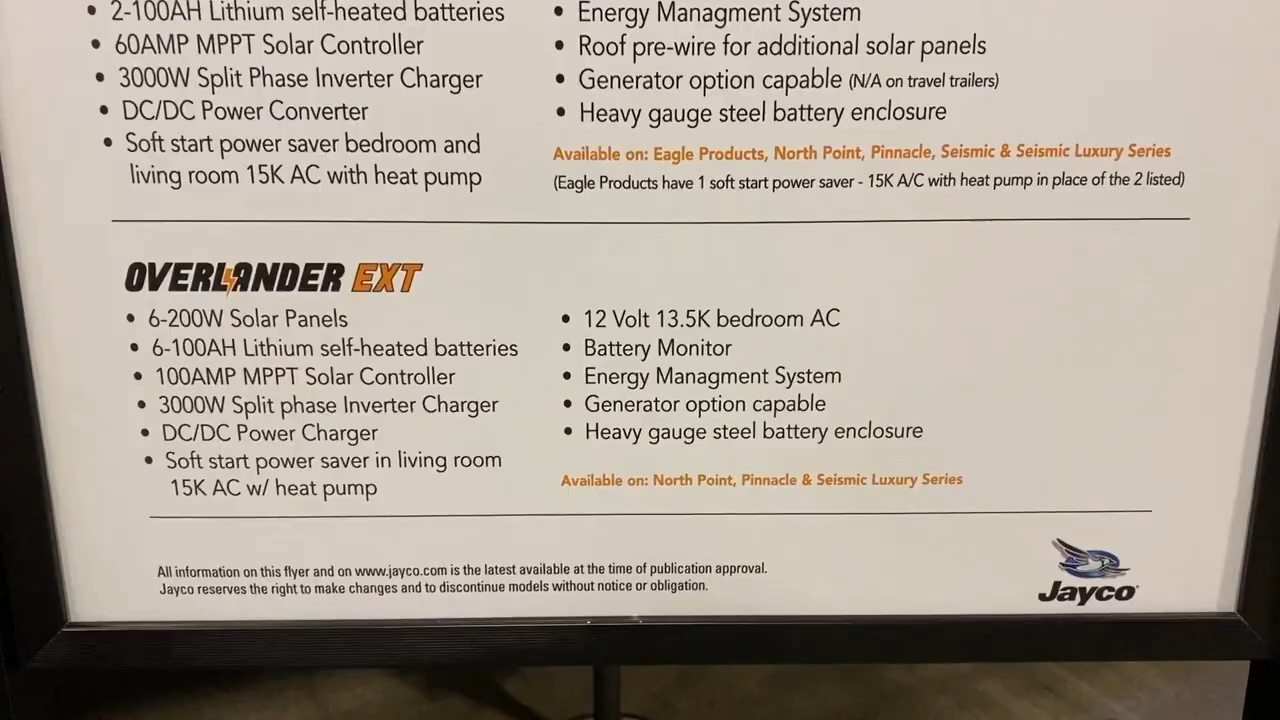 • 2-100AH Lithium self-heated batteries
• 60AMP MPPT Solar Controller
• 3000W Split Phase Inverter Charger
• DC/DC Power Converter
• Soft start power saver bedroom and
living room 15K AC with heat pump
• Energy Managment System
• Roof pre-wire for additional solar panels
• Generator option capable (N/A on travel trailers)
• Heavy gauge steel battery enclosure
Available on: Eagle Products, North Point, Pinnacle, Seismic & Seismic Luxury Series
(Eagle Products have 1 soft start power saver - 15K A/C with heat pump in place of the 2 listed)
OVERLANDER EXT
• 6-200W Solar Panels
• 6-100AH Lithium self-heated batteries
• 100AMP MPPT Solar Controller
• 3000W Split phase Inverter Charger
• DC/DC Power Charger
• Soft start power saver in living room
15K AC w/ heat pump
• 12 Volt 13.5K bedroom AC
• Battery Monitor
• Energy Managment System
• Generator option capable
• Heavy gauge steel battery enclosure
Available on: North Point, Pinnacle & Seismic Luxury Series
All information on this flyer and on www.jayco.com is the latest available at the time of publication approval.
Jayco reserves the right to make changes and to discontinue models without notice or obligation.
Jayco